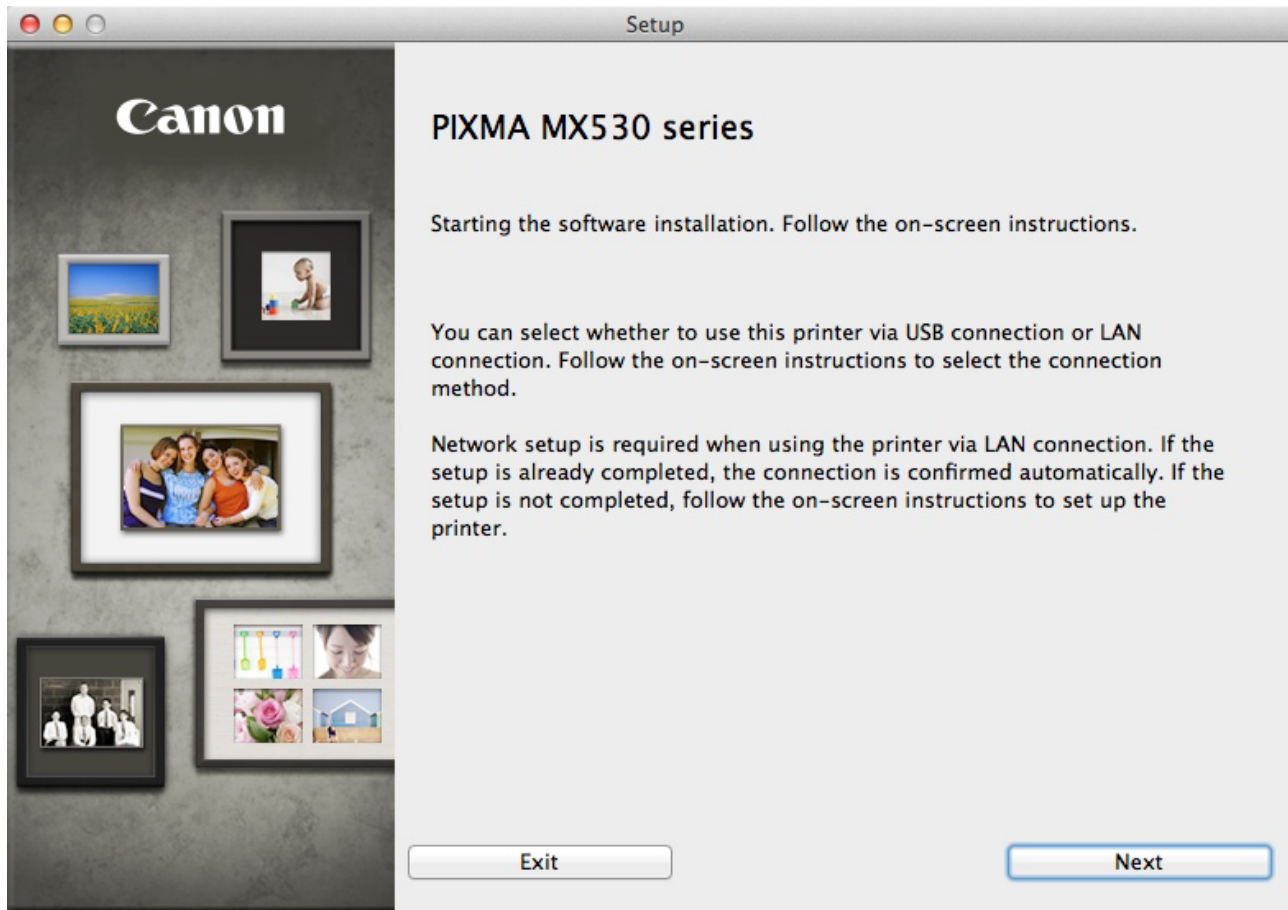 Setup
Canon
PIXMA MX530 series
Starting the software installation. Follow the on-screen instructions.
You can select whether to use this printer via USB connection or LAN
connection. Follow the on-screen instructions to select the connection
method.
Network setup is required when using the printer via LAN connection. If the
setup is already completed, the connection is confirmed automatically. If the
setup is not completed, follow the on-screen instructions to set up the
printer.
Exit
Next